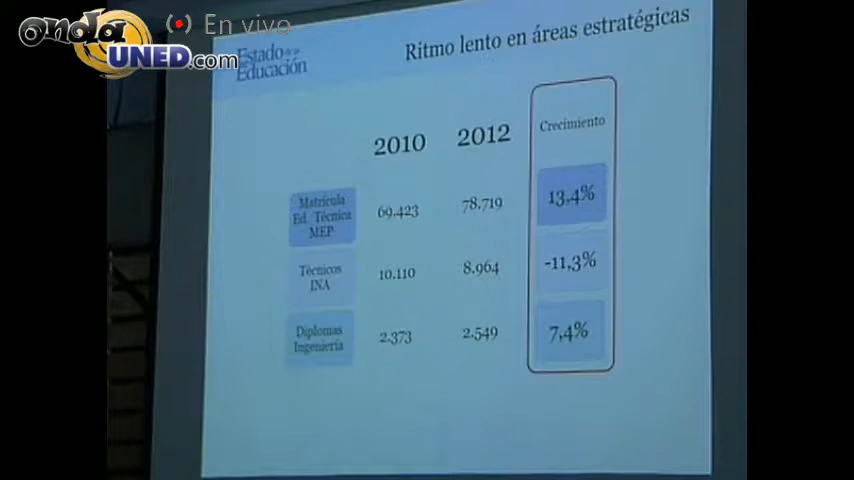 onda
UNED.com
En vivo
Estado de la
Educación
Ritmo lento en áreas estratégicas
2010
2012
Crecimiento
Matrícula
Ed. Técnica
MEP
69.423
78.719
13,4%
Técnicos
INA
10.110
8.964
-11,3%
Diplomas
Ingeniería
2.373
2.549
7,4%